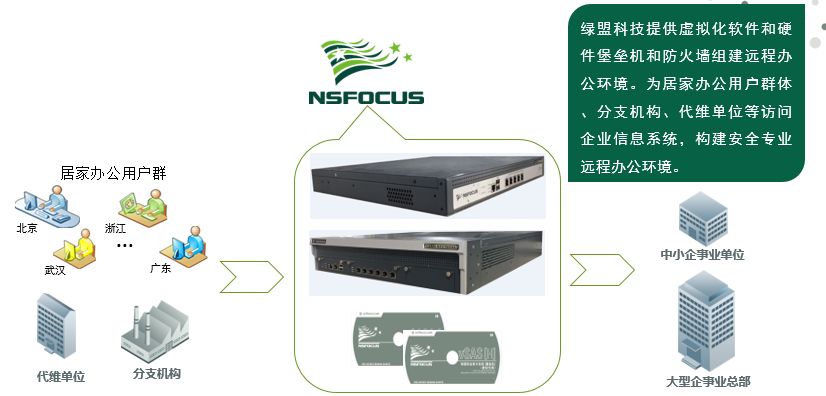 绿盟科技提供虚拟化软件和硬
件堡垒机和防火墙组建远程办
公环境。为居家办公用户群体
、分支机构、代维单位等访问
企业信息系统，构建安全专业
远程办公环境。
NSFOCUS
居家办公用户群
北京
浙江
...
武汉
广东
代维单位
分支机构
NSFOCUS
NSFOCUS
NSFOCUS
vSAS[H]
中小企事业单位
大型企事业总部